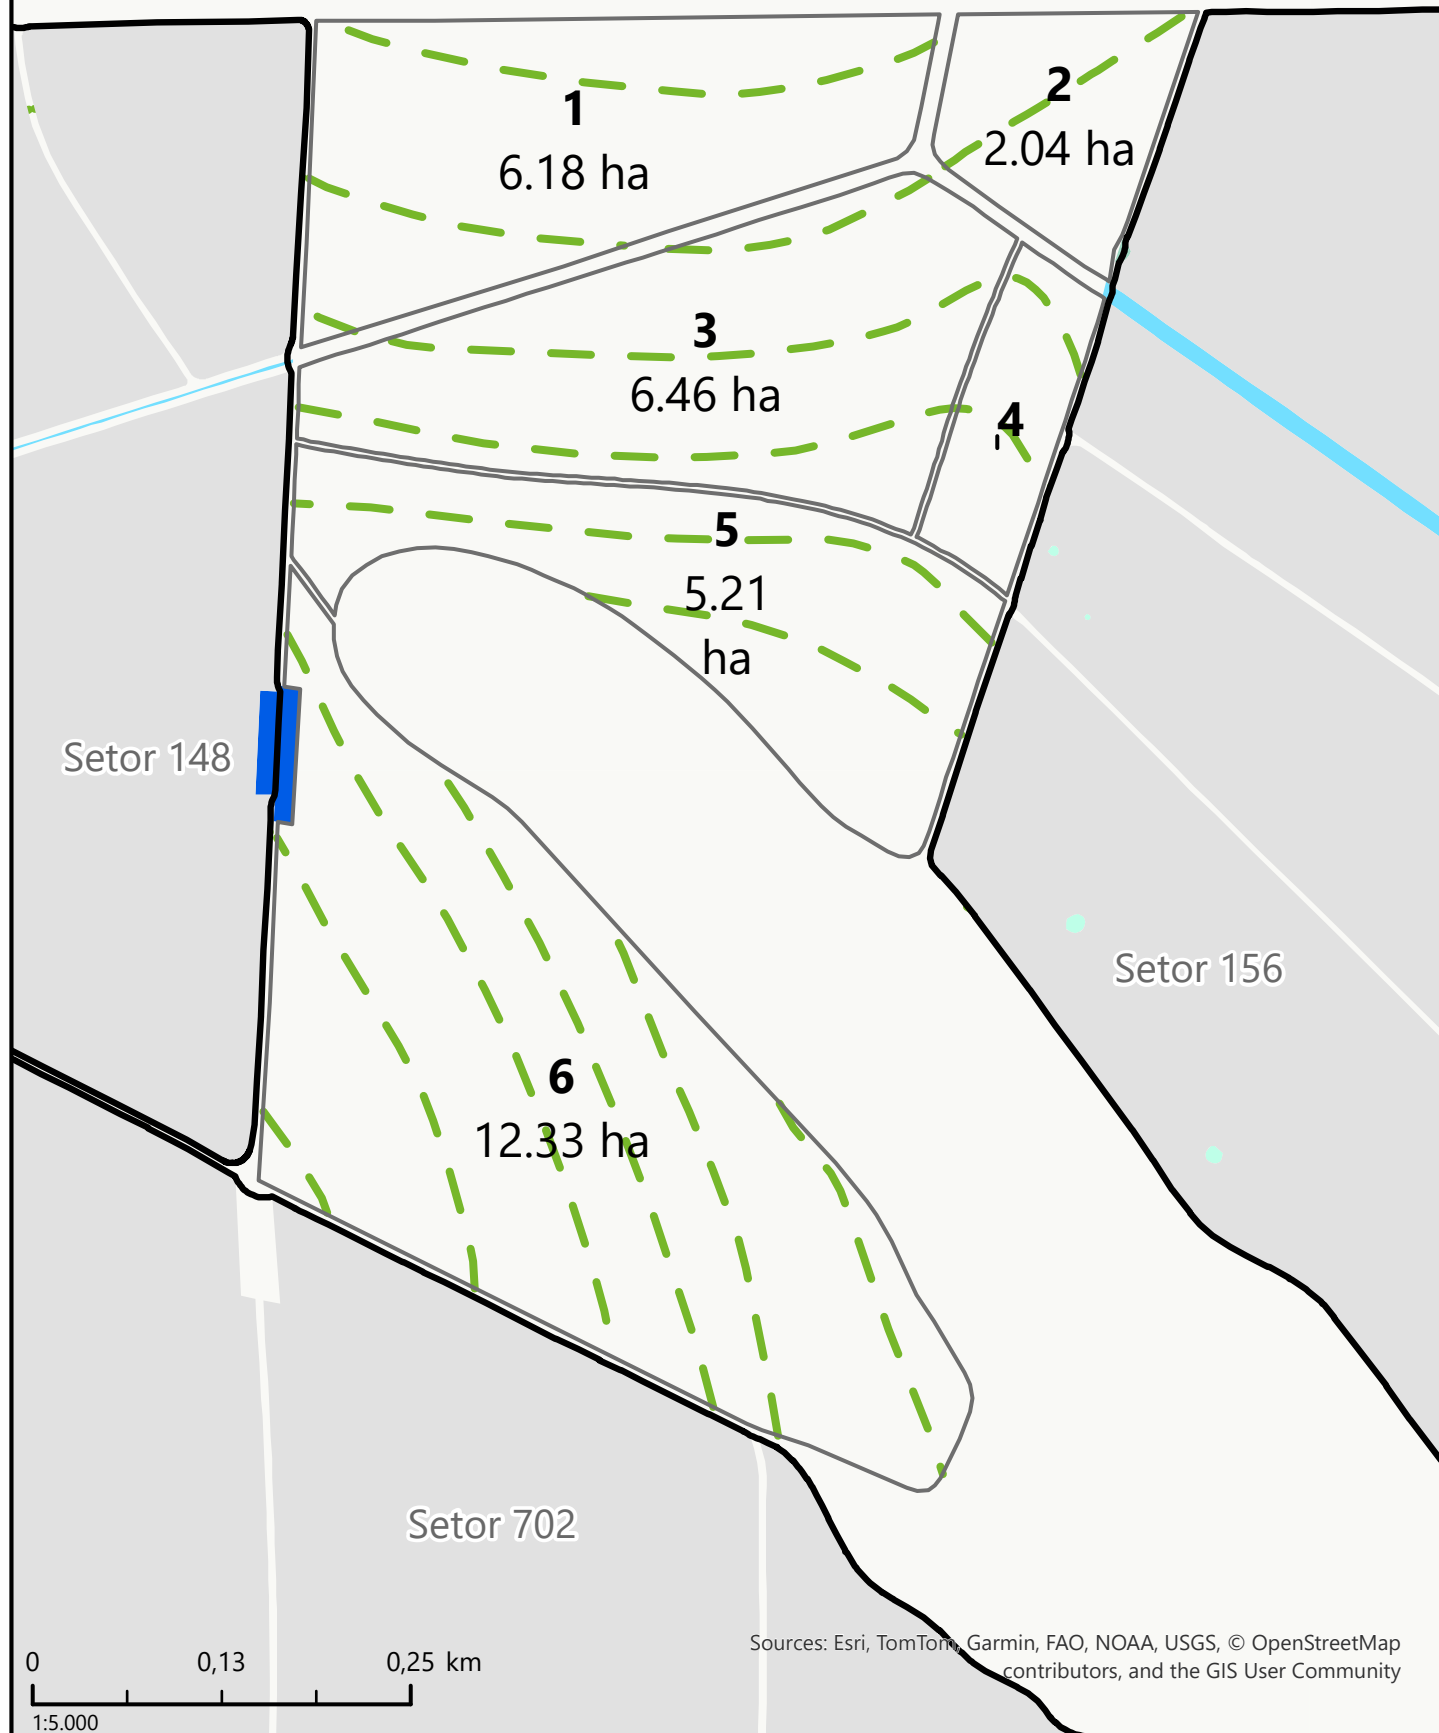 1
6.18 ha
2
2.04 ha
3
6.46 ha
4
5
5.21
ha
Setor 148
Setor 156
6
12.33 ha
Setor 702
Sources: Esri, TomTom, Garmin, FAO, NOAA, USGS, © OpenStreetMap
contributors, and the GIS User Community
0 0,13 0,25 km
1:5.000